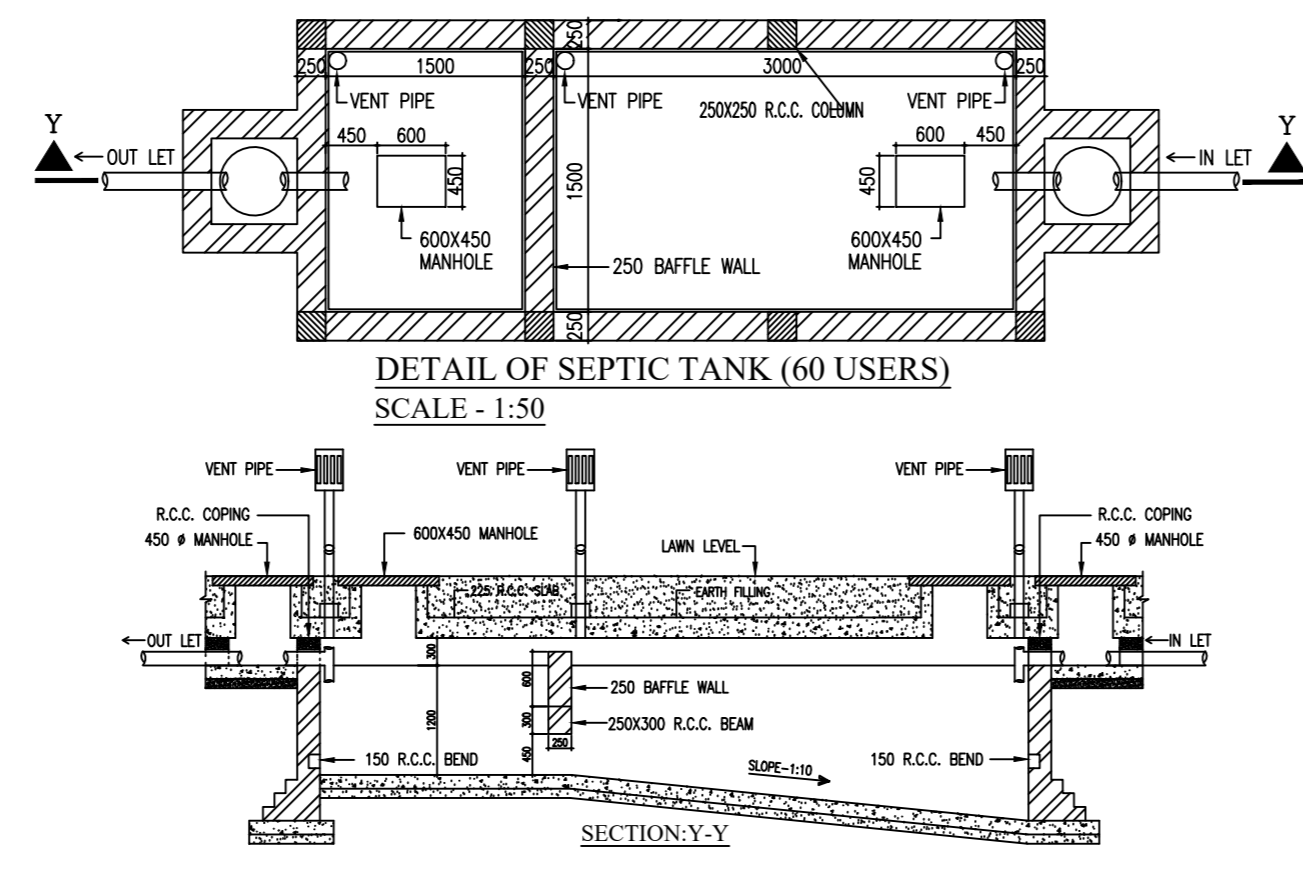 250
250
1500
250
3000
250
VENT PIPE
VENT PIPE
250X250 R.C.C. COLUMN
VENT PIPE
Y
Y
450
600
600
450
OUT LET
IN LET
450
1500
450
600X450
MANHOLE
600X450
MANHOLE
250 BAFFLE WALL
250
DETAIL OF SEPTIC TANK (60 USERS)
SCALE - 1:50
VENT PIPE
VENT PIPE
VENT PIPE
R.C.C. COPING
450 ø MANHOLE
600X450 MANHOLE
LAWN LEVEL
R.C.C. COPING
450 ø MANHOLE
225 R.C.C. SLAB
EARTH FILLING
OUT LET
IN LET
300
600
250 BAFFLE WALL
1200
300
250X300 R.C.C. BEAM
250
450
150 R.C.C. BEND
150 R.C.C. BEND
SLOPE-1:10
SECTION:Y-Y